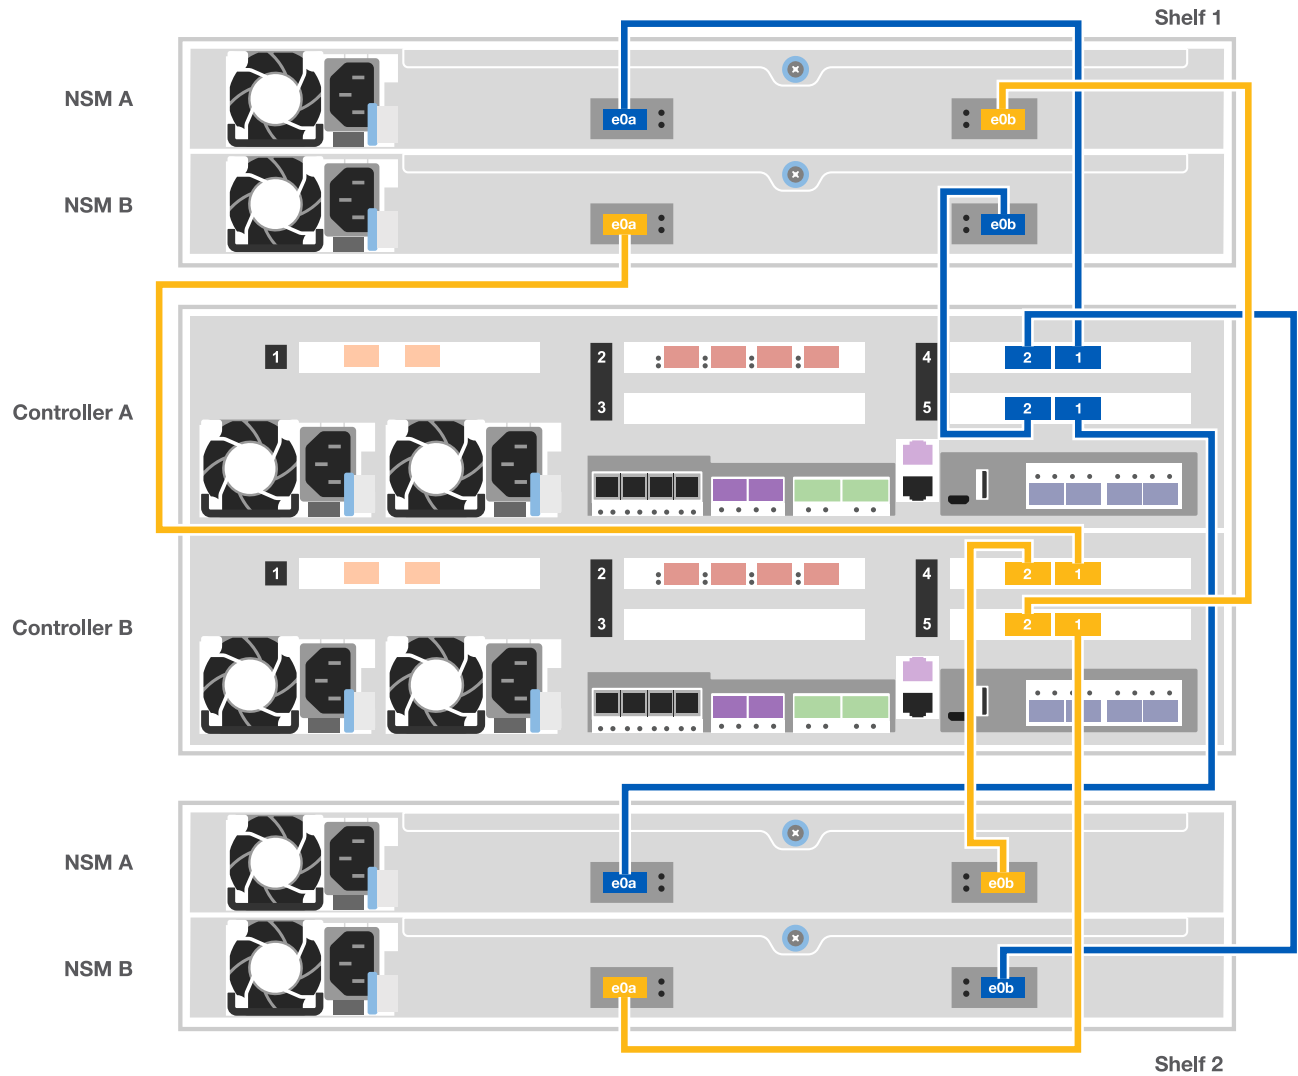 Shelf 1
NSM A
e0a
e0b
NSM B
e0a
e0b
1
2
4
2 1
Controller A
3
5
2 1
1
2
4
2 1
Controller B
3
5
2 1
NSM A
e0a
e0b
NSM B
e0a
e0b
Shelf 2